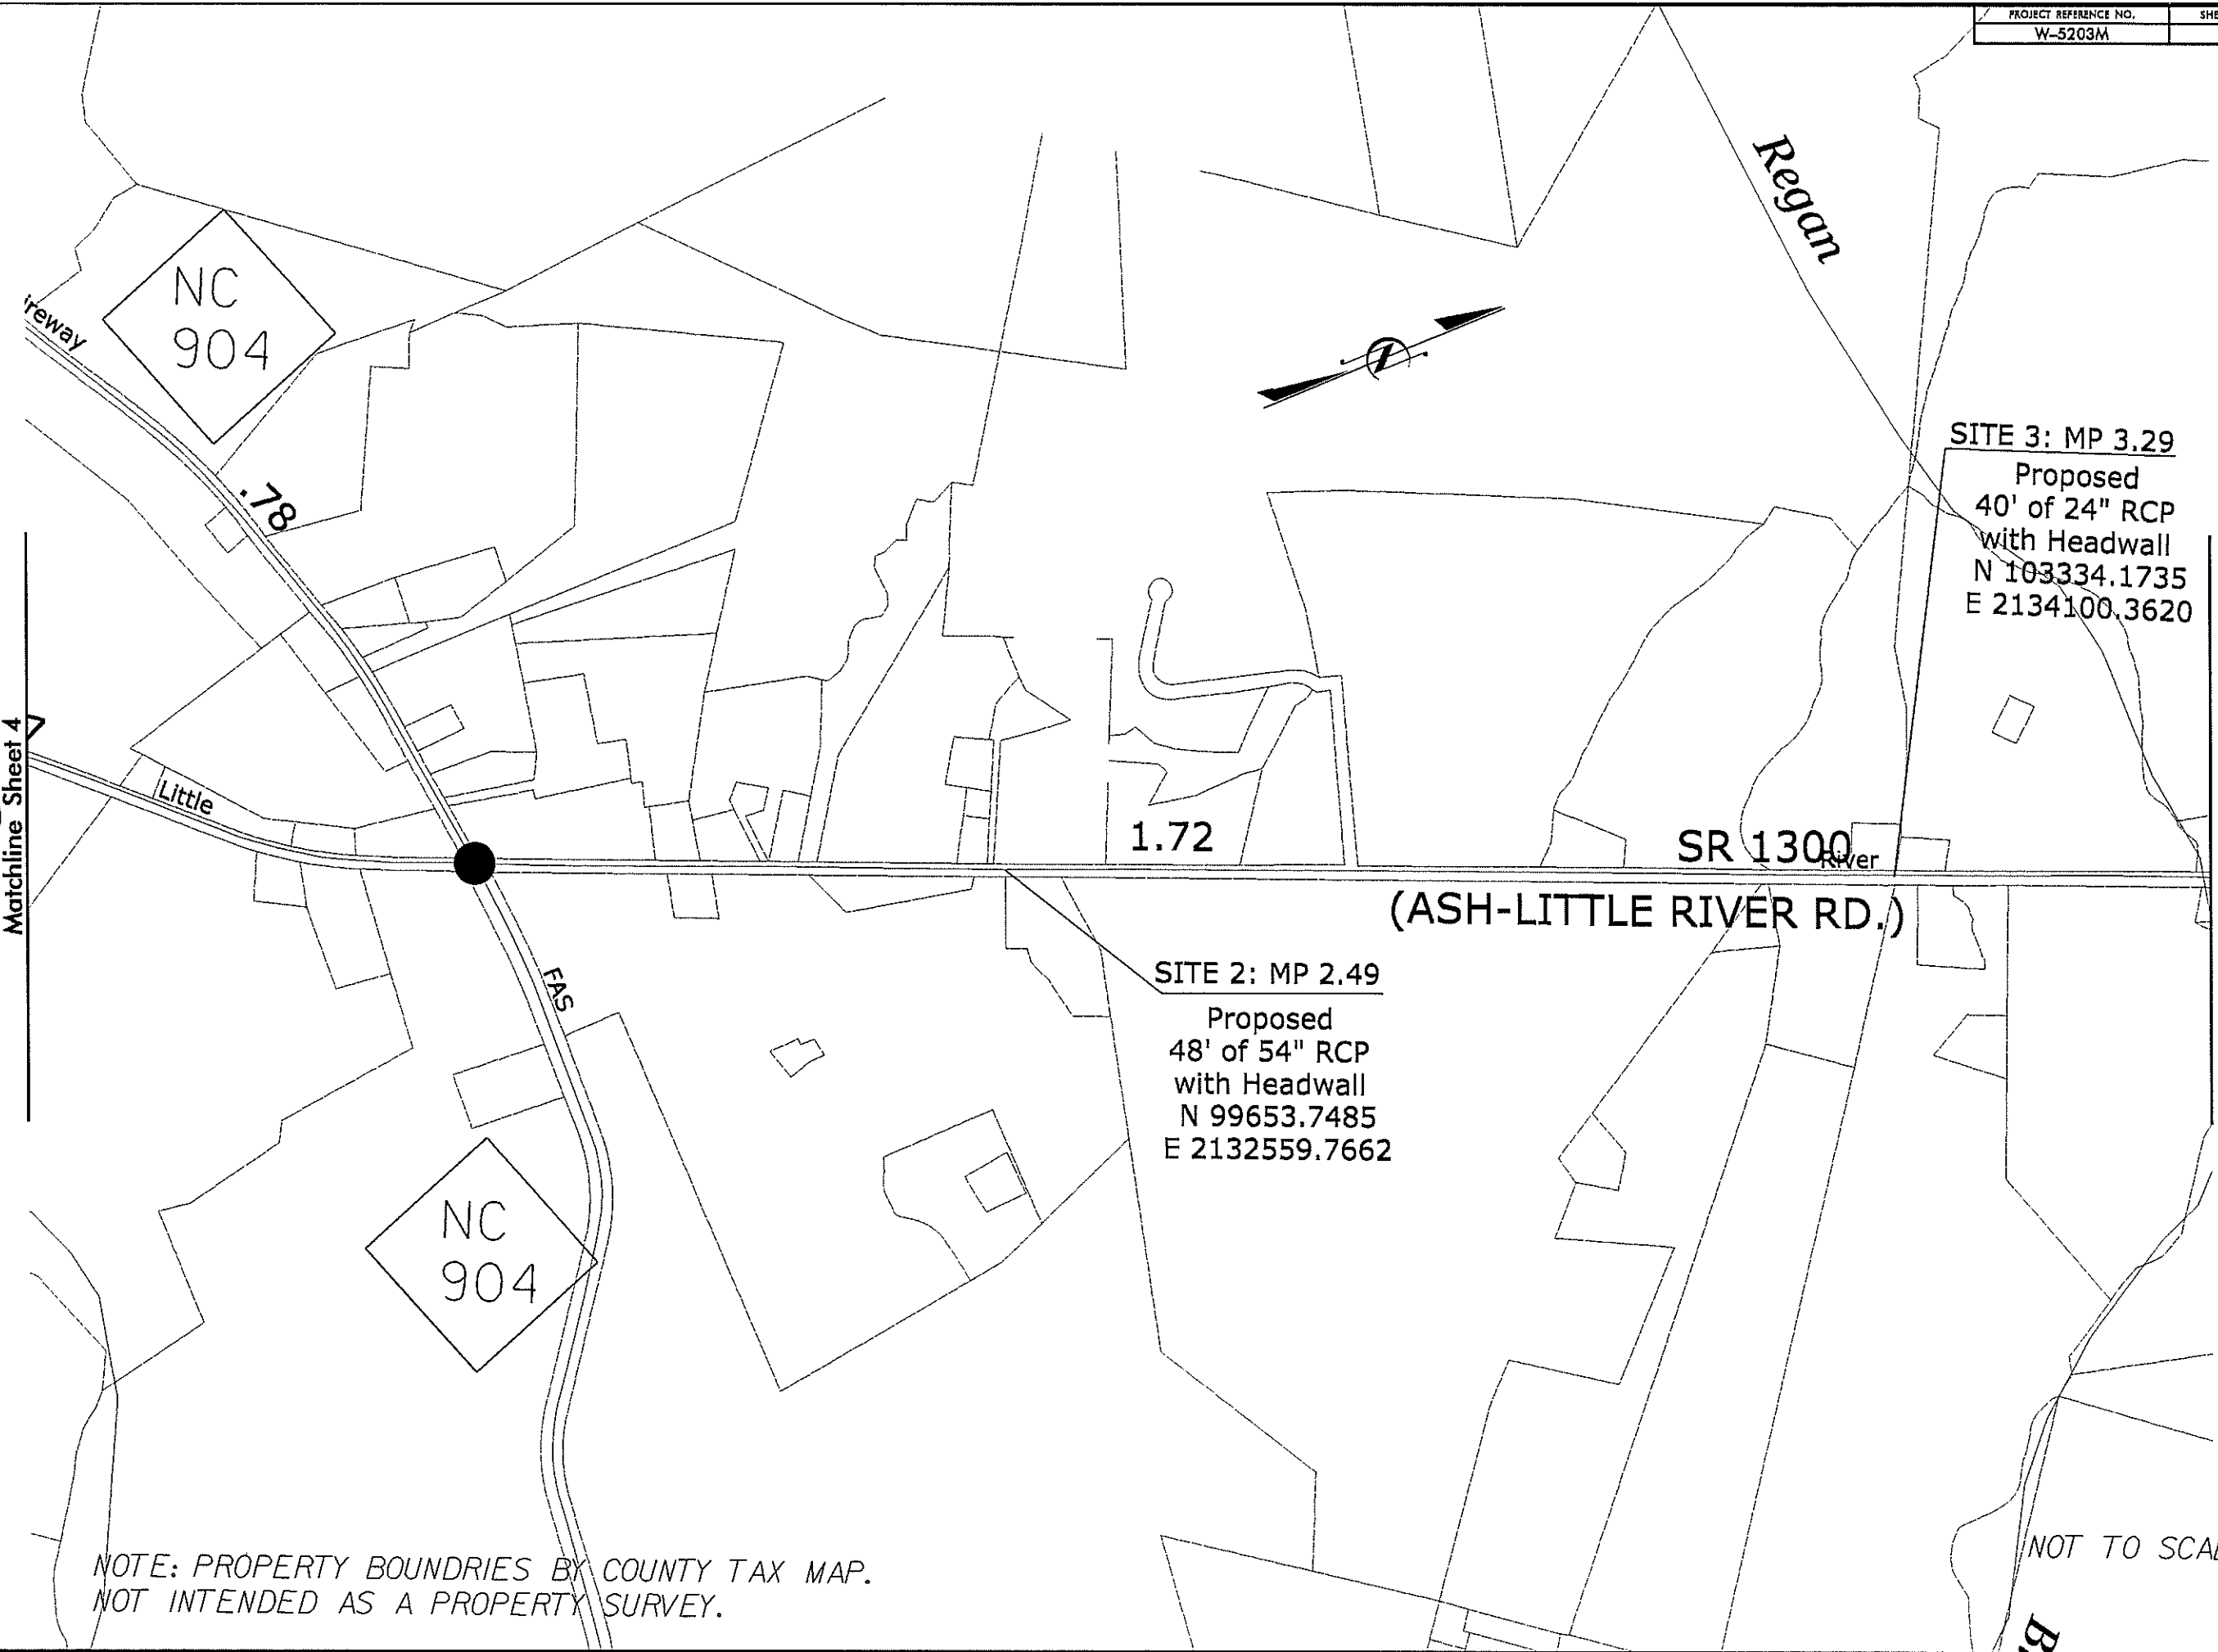 PROJECT REFERENCE NO.
W-5203M
Regan
NC
904
.78
SITE 3: MP 3.29
Proposed
40' of 24" RCP
with Headwall
N 103334.1735
E 2134100.3620
Matchline Sheet 4
Little
1.72
SR 1300
River
(ASH-LITTLE RIVER RD.)
FAS
SITE 2: MP 2.49
Proposed
48' of 54" RCP
with Headwall
N 99653.7485
E 2132559.7662
NC
904
NOTE: PROPERTY BOUNDRIES BY COUNTY TAX MAP.
NOT INTENDED AS A PROPERTY SURVEY.
NOT TO